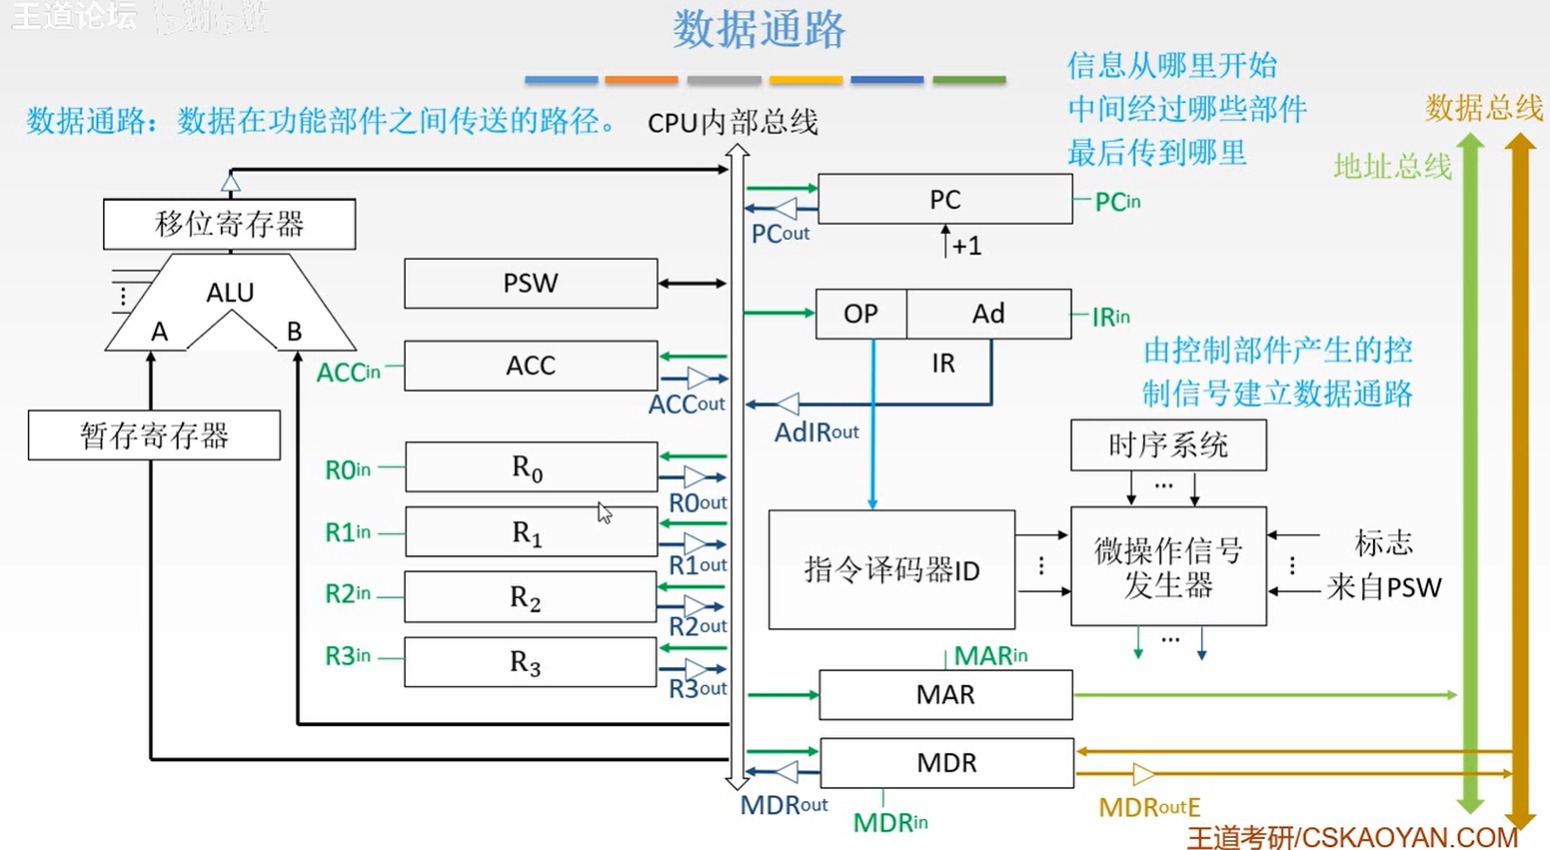 王道论坛 bilibili
数据通路
信息从哪里开始
中间经过哪些部件
最后传到哪里
数据总线
地址总线
数据通路：数据在功能部件之间传送的路径。
CPU内部总线
移位寄存器
ALU
A
B
暂存寄存器
PSW
ACCin
ACC
ACCout
R0in
R0
R0out
R1in
R1
R1out
R2in
R2
R2out
R3in
R3
R3out
PC
PCin
PCout
+1
OP
Ad
IRin
IR
AdIRout
由控制部件产生的控
制信号建立数据通路
时序系统
...
指令译码器ID
⋮
微操作信号
发生器
⋮
标志
来自PSW
...
MARin
MAR
MDR
MDRout
MDRin
MDRoutE
王道考研/CSKAOYAN.COM